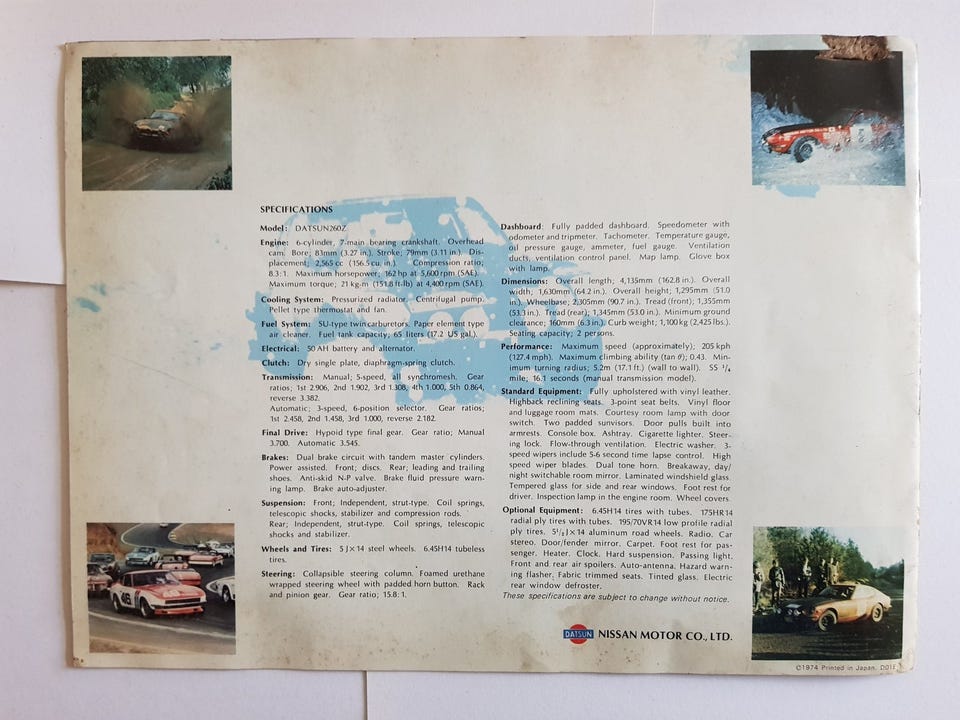 SPECIFICATIONS
Model: DATSUN260Z
Engine: 6-cylinder, 7-main bearing crankshaft. Overhead
cam. Bore; 83mm (3.27 in.), Stroke; 79mm (3.11 in.). Dis-
placement; 2,565 cc (156.5 cu. in.). Compression ratio;
8.3:1. Maximum horsepower; 162 hp at 5,600 rpm (SAE).
Maximum torque; 21 kg-m (151.8 ft-lb) at 4,400 rpm (SAE).
Cooling System: Pressurized radiator. Centrifugal pump.
Pellet type thermostat and fan.
Fuel System: SU-type twin carburetors. Paper element type
air cleaner. Fuel tank capacity; 65 liters (17.2 US gal.).
Electrical: 50 AH battery and alternator.
Clutch: Dry single plate, diaphragm-spring clutch.
Transmission: Manual; 5-speed, all synchromesh. Gear
ratios; 1st 2.906, 2nd 1.902, 3rd 1.308, 4th 1.000, 5th 0.864,
reverse 3.382.
Automatic; 3-speed, 6-position selector. Gear ratios;
1st 2.458, 2nd 1.458, 3rd 1.000, reverse 2.182.
Final Drive: Hypoid type final gear. Gear ratio; Manual
3.700. Automatic 3.545.
Brakes: Dual brake circuit with tandem master cylinders.
Power assisted. Front; discs. Rear; leading and trailing
shoes. Anti-skid N-P valve. Brake fluid pressure warn-
ing lamp. Brake auto-adjuster.
Suspension: Front; Independent, strut-type. Coil springs,
telescopic shocks, stabilizer and compression rods.
Rear; Independent, strut-type. Coil springs, telescopic
shocks and stabilizer.
Wheels and Tires: 5 J×14 steel wheels. 6.45H14 tubeless
tires.
Steering: Collapsible steering column. Foamed urethane
wrapped steering wheel with padded horn button. Rack
and pinion gear. Gear ratio; 15.8:1.
Dashboard: Fully padded dashboard. Speedometer with
odometer and tripmeter. Tachometer. Temperature gauge,
oil pressure gauge, ammeter, fuel gauge. Ventilation
ducts, ventilation control panel. Map lamp. Glove box
with lamp.
Dimensions: Overall length; 4,135mm (162.8 in.). Overall
width; 1,630mm (64.2 in.). Overall height; 1,295mm (51.0
in.). Wheelbase; 2,305mm (90.7 in.). Tread (front); 1,355mm
(53.3 in.). Tread (rear); 1,345mm (53.0 in.). Minimum ground
clearance; 160mm (6.3 in.). Curb weight; 1,100 kg (2,425 lbs.).
Seating capacity; 2 persons.
Performance: Maximum speed (approximately); 205 kph
(127.4 mph). Maximum climbing ability (tan θ); 0.43. Min-
imum turning radius; 5.2m (17.1 ft.) (wall to wall). SS 1/4
mile; 16.1 seconds (manual transmission model).
Standard Equipment: Fully upholstered with vinyl leather.
Highback reclining seats. 3-point seat belts. Vinyl floor
and luggage room mats. Courtesy room lamp with door
switch. Two padded sunvisors. Door pulls built into
armrests. Console box. Ashtray. Cigarette lighter. Steer-
ing lock. Flow-through ventilation. Electric washer. 3-
speed wipers include 5-6 second time lapse control. High
speed wiper blades. Dual tone horn. Breakaway, day/
night switchable room mirror. Laminated windshield glass.
Tempered glass for side and rear windows. Foot rest for
driver. Inspection lamp in the engine room. Wheel covers.
Optional Equipment: 6.45H14 tires with tubes. 175HR14
radial ply tires with tubes. 195/70VR14 low profile radial
ply tires. 5 1/2 J×14 aluminum road wheels. Radio. Car
stereo. Door/fender mirror. Carpet. Foot rest for pas-
senger. Heater. Clock. Hard suspension. Passing light.
Front and rear air spoilers. Auto-antenna. Hazard warn-
ing flasher. Fabric trimmed seats. Tinted glass. Electric
rear window defroster.
These specifications are subject to change without notice.
DATSUN NISSAN MOTOR CO., LTD.
©1974 Printed in Japan.